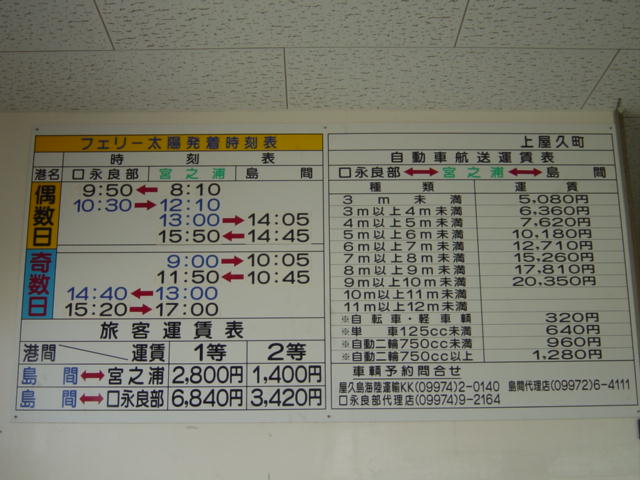 フェリー太陽発着時刻表
時刻表
港名 口永良部 宮之浦 島間
偶数日
9:50 ← 8:10
10:30 → 12:10
13:00 → 14:05
15:50 ← 14:45
奇数日
9:00 → 10:05
11:50 ← 10:45
14:40 ← 13:00
15:20 → 17:00
旅客運賃表
港間 運賃 1等 2等
島間 ↔ 宮之浦 2,800円 1,400円
島間 ↔ 口永良部 6,840円 3,420円
上屋久町
自動車航送運賃表
口永良部 ↔ 宮之浦 ↔ 島間
種類 運賃
3m未満 5,080円
3m以上4m未満 6,360円
4m以上5m未満 7,620円
5m以上6m未満 10,180円
6m以上7m未満 12,710円
7m以上8m未満 15,260円
8m以上9m未満 17,810円
9m以上10m未満 20,350円
10m以上11m未満
11m以上12m未満
※自転車・軽車輌 320円
※単車125cc未満 640円
※自動二輪750cc未満 960円
※自動二輪750cc以上 1,280円
車輌予約問合せ
屋久島海陸運輸KK(09974)2-0140 島間代理店(09972)6-4111
口永良部代理店(09974)9-2164